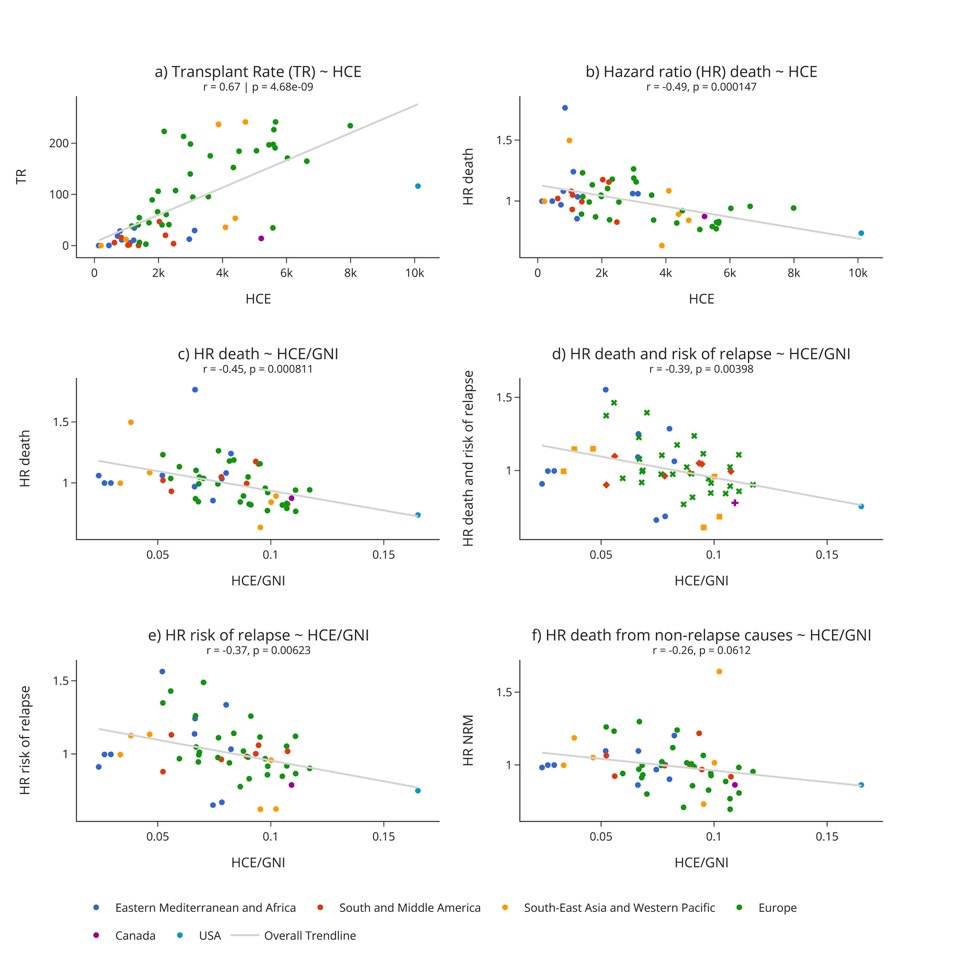 a) Transplant Rate (TR) ~ HCE
r = 0.67 | p = 4.68e-09
TR
200
100
0
0 2k 4k 6k 8k 10k
HCE
b) Hazard ratio (HR) death ~ HCE
r = -0.49, p = 0.000147
HR death
1.5
1
0 2k 4k 6k 8k 10k
HCE
c) HR death ~ HCE/GNI
r = -0.45, p = 0.000811
HR death
1.5
1
0.05 0.1 0.15
HCE/GNI
d) HR death and risk of relapse ~ HCE/GNI
r = -0.39, p = 0.00398
HR death and risk of relapse
1.5
1
0.05 0.1 0.15
HCE/GNI
e) HR risk of relapse ~ HCE/GNI
r = -0.37, p = 0.00623
HR risk of relapse
1.5
1
0.05 0.1 0.15
HCE/GNI
f) HR death from non-relapse causes ~ HCE/GNI
r = -0.26, p = 0.0612
HR NRM
1.5
1
0.05 0.1 0.15
HCE/GNI
Eastern Mediterranean and Africa South and Middle America South-East Asia and Western Pacific Europe
Canada USA Overall Trendline